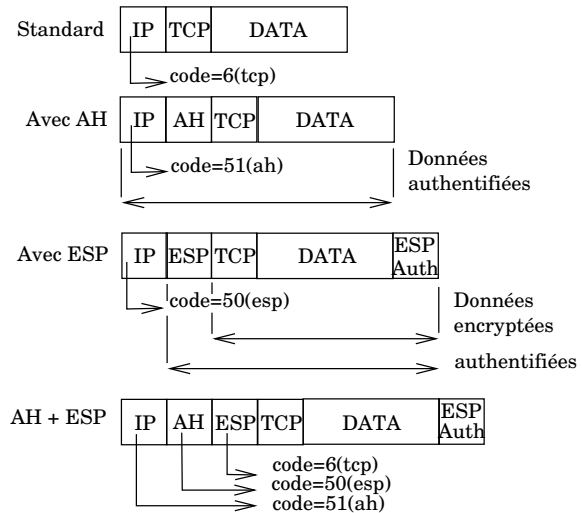 Standard IP TCP DATA
code=6(tcp)
Avec AH IP AH TCP DATA
code=51(ah)
Données
authentifiées
Avec ESP IP ESP TCP DATA ESP
Auth
code=50(esp)
Données
encryptées
authentifiées
AH + ESP IP AH ESP TCP DATA ESP
Auth
code=6(tcp)
code=50(esp)
code=51(ah)